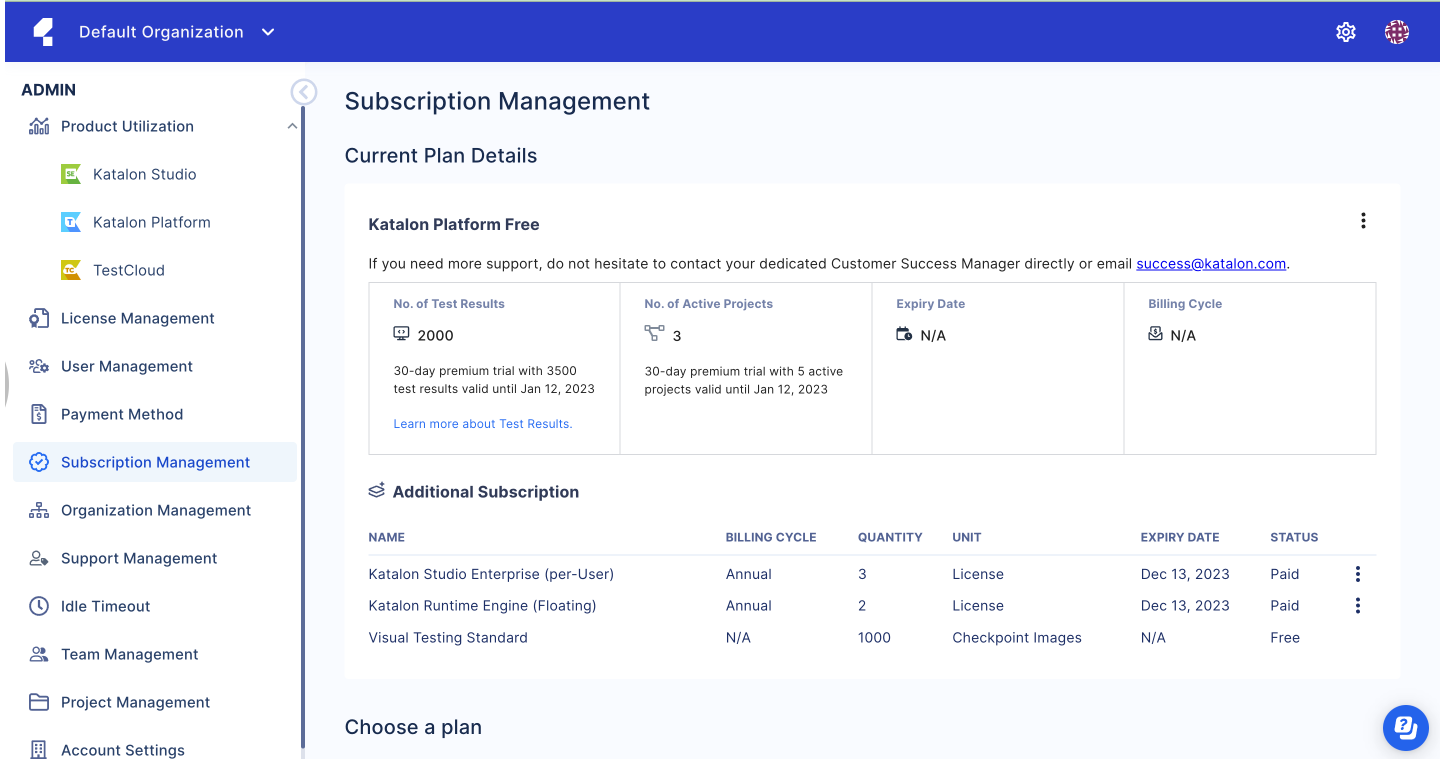 Default Organization
ADMIN
Product Utilization
SE
Katalon Studio
T
Katalon Platform
TC
TestCloud
License Management
User Management
Payment Method
Subscription Management
Organization Management
Support Management
Idle Timeout
Team Management
Project Management
Account Settings
Subscription Management
Current Plan Details
Katalon Platform Free
If you need more support, do not hesitate to contact your dedicated Customer Success Manager directly or email success@katalon.com.
No. of Test Results
2000
30-day premium trial with 3500
test results valid until Jan 12, 2023
Learn more about Test Results.
No. of Active Projects
3
30-day premium trial with 5 active
projects valid until Jan 12, 2023
Expiry Date
N/A
Billing Cycle
N/A
Additional Subscription
NAME BILLING CYCLE QUANTITY UNIT EXPIRY DATE STATUS
Katalon Studio Enterprise (per-User) Annual 3 License Dec 13, 2023 Paid
Katalon Runtime Engine (Floating) Annual 2 License Dec 13, 2023 Paid
Visual Testing Standard N/A 1000 Checkpoint Images N/A Free
Choose a plan